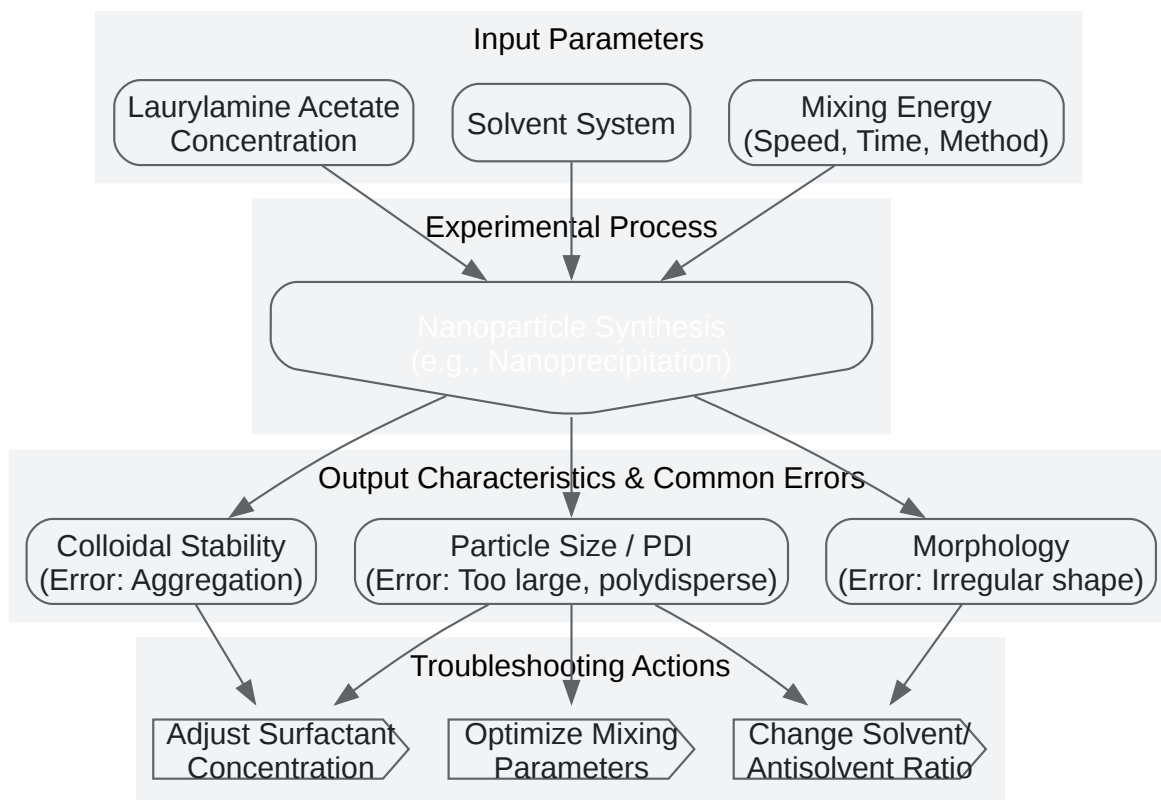 Input Parameters
Laurylamine Acetate
Concentration
Solvent System
Mixing Energy
(Speed, Time, Method)
Experimental Process
Nanoparticle Synthesis
(e.g., Nanoprecipitation)
Output Characteristics & Common Errors
Colloidal Stability
(Error: Aggregation)
Particle Size / PDI
(Error: Too large, polydisperse)
Morphology
(Error: Irregular shape)
Troubleshooting Actions
Adjust Surfactant
Concentration
Optimize Mixing
Parameters
Change Solvent/
Antisolvent Ratio